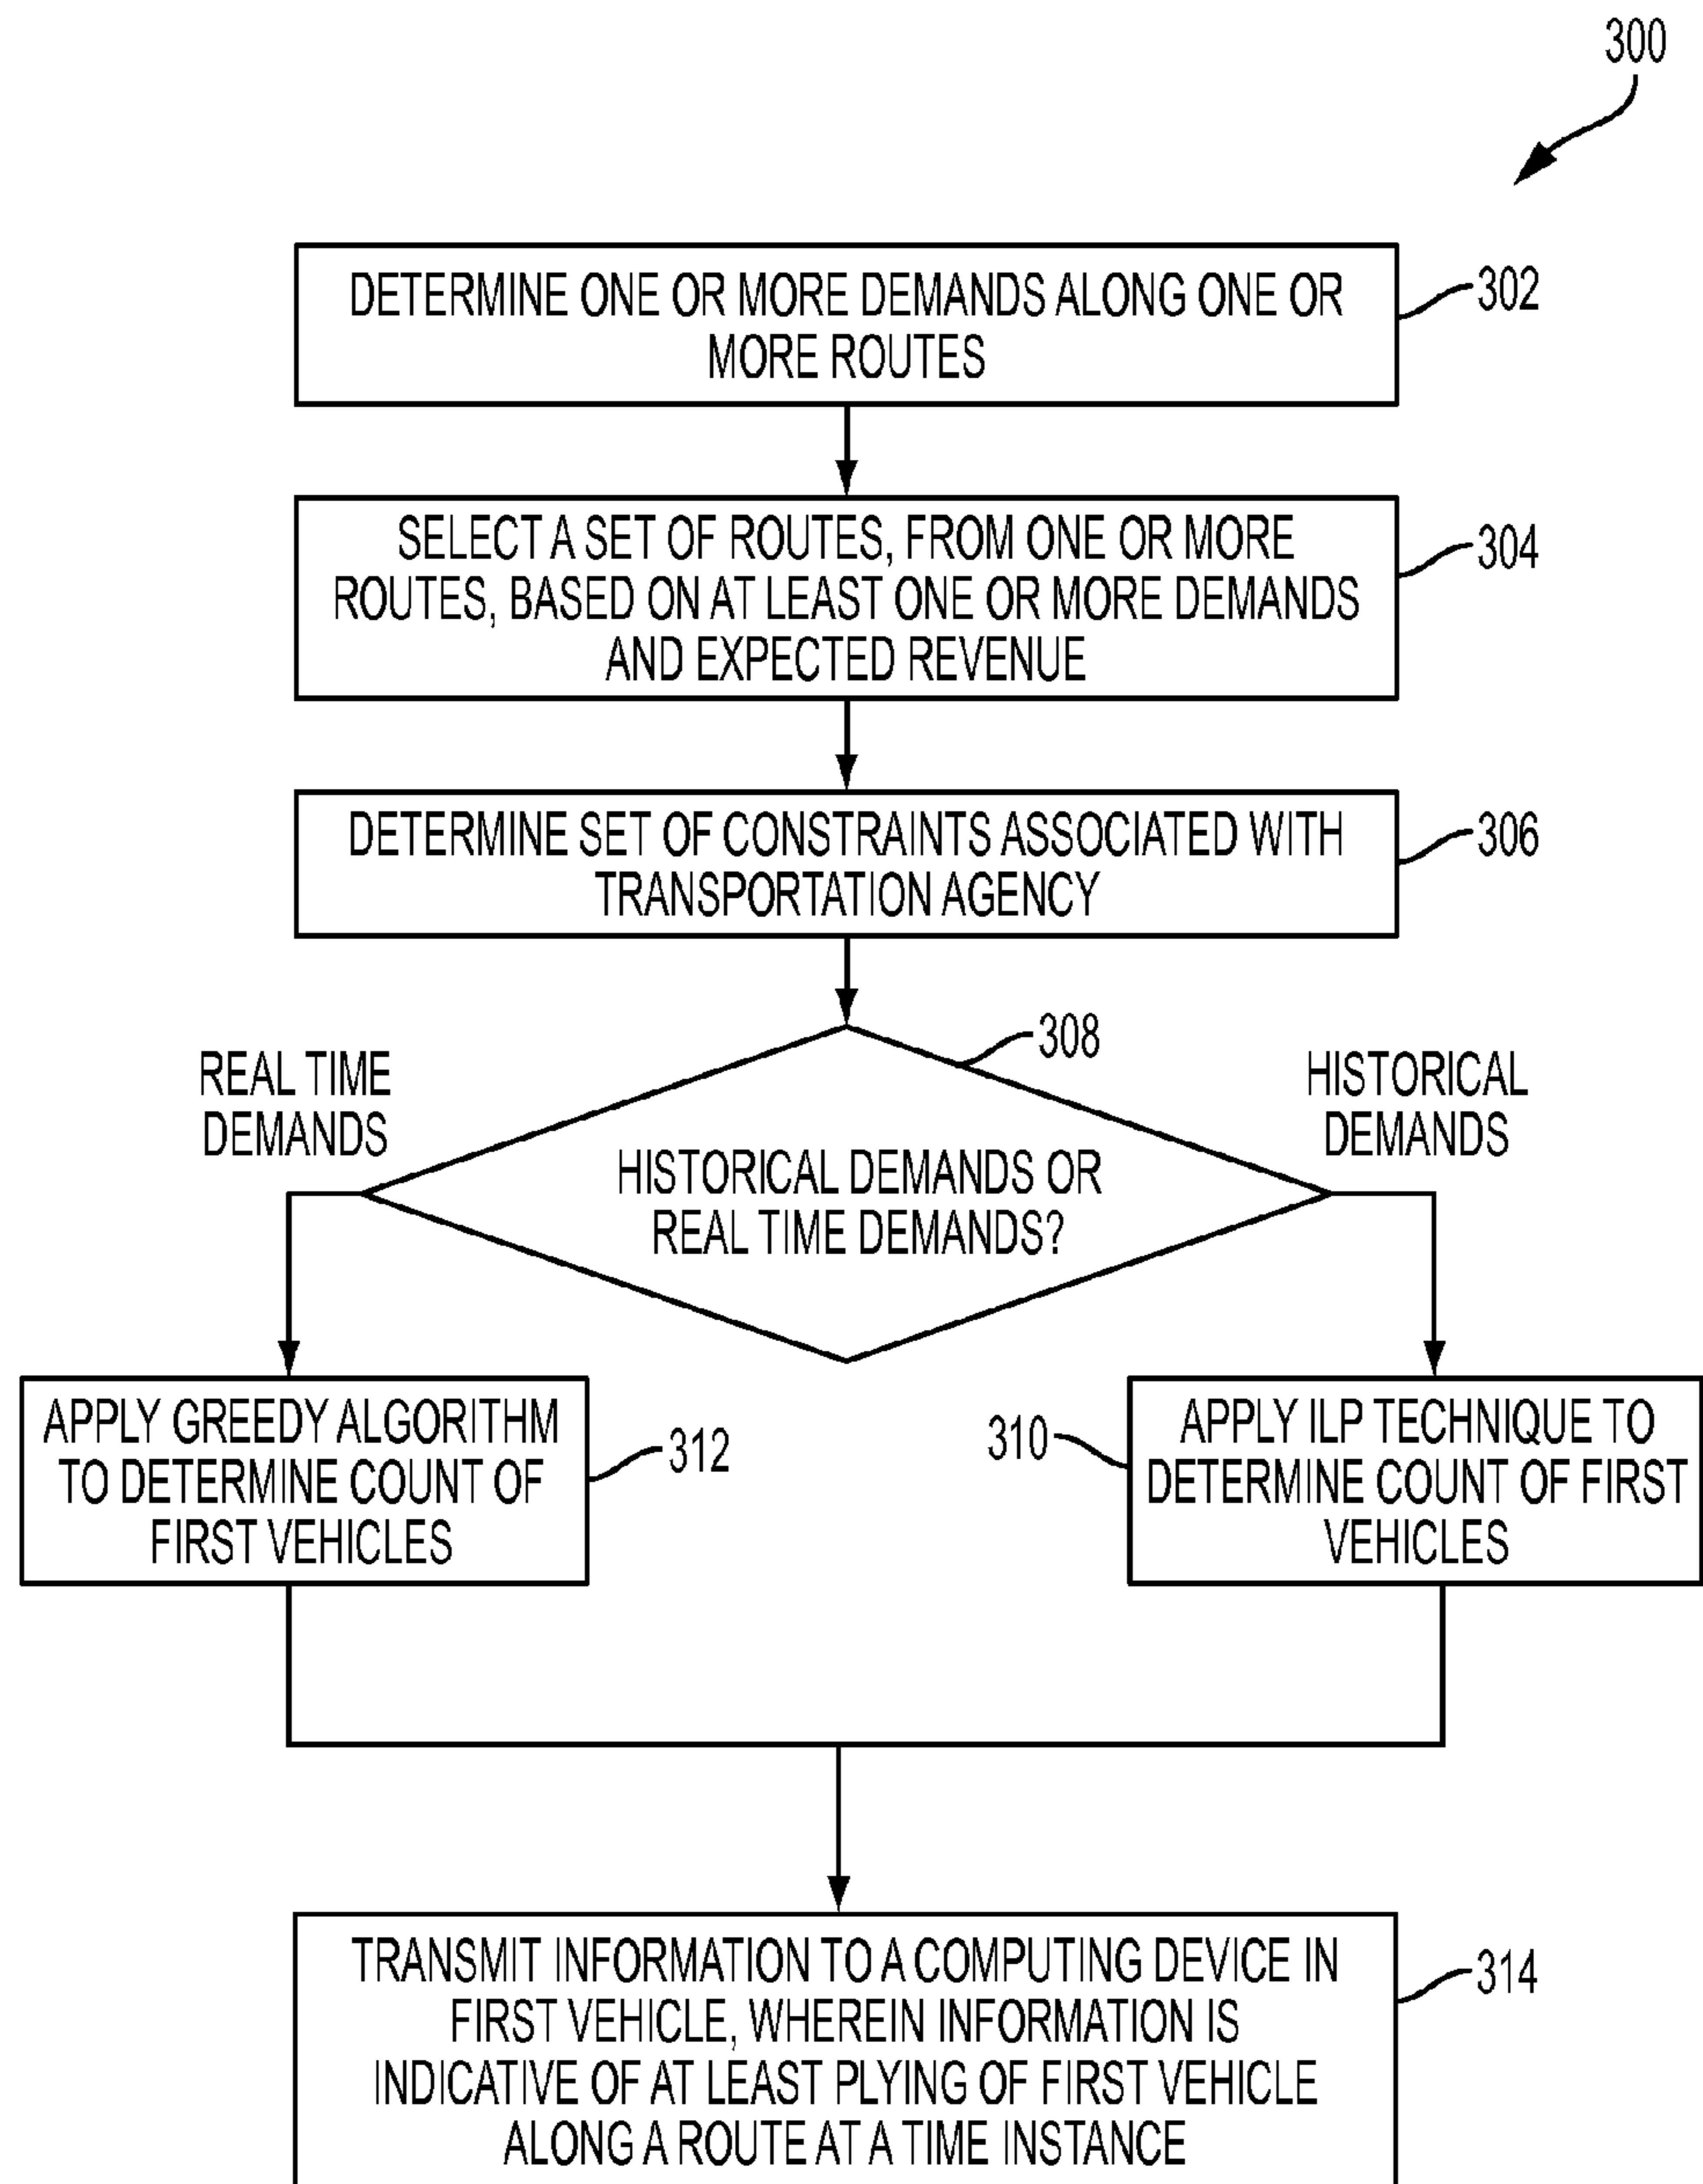 300
DETERMINE ONE OR MORE DEMANDS ALONG ONE OR
MORE ROUTES
302
SELECT A SET OF ROUTES, FROM ONE OR MORE
ROUTES, BASED ON AT LEAST ONE OR MORE DEMANDS
AND EXPECTED REVENUE
304
DETERMINE SET OF CONSTRAINTS ASSOCIATED WITH
TRANSPORTATION AGENCY
306
308
REAL TIME
DEMANDS
HISTORICAL DEMANDS OR
REAL TIME DEMANDS?
HISTORICAL
DEMANDS
APPLY GREEDY ALGORITHM
TO DETERMINE COUNT OF
FIRST VEHICLES
312
310
APPLY ILP TECHNIQUE TO
DETERMINE COUNT OF FIRST
VEHICLES
TRANSMIT INFORMATION TO A COMPUTING DEVICE IN
FIRST VEHICLE, WHEREIN INFORMATION IS
INDICATIVE OF AT LEAST PLYING OF FIRST VEHICLE
ALONG A ROUTE AT A TIME INSTANCE
314